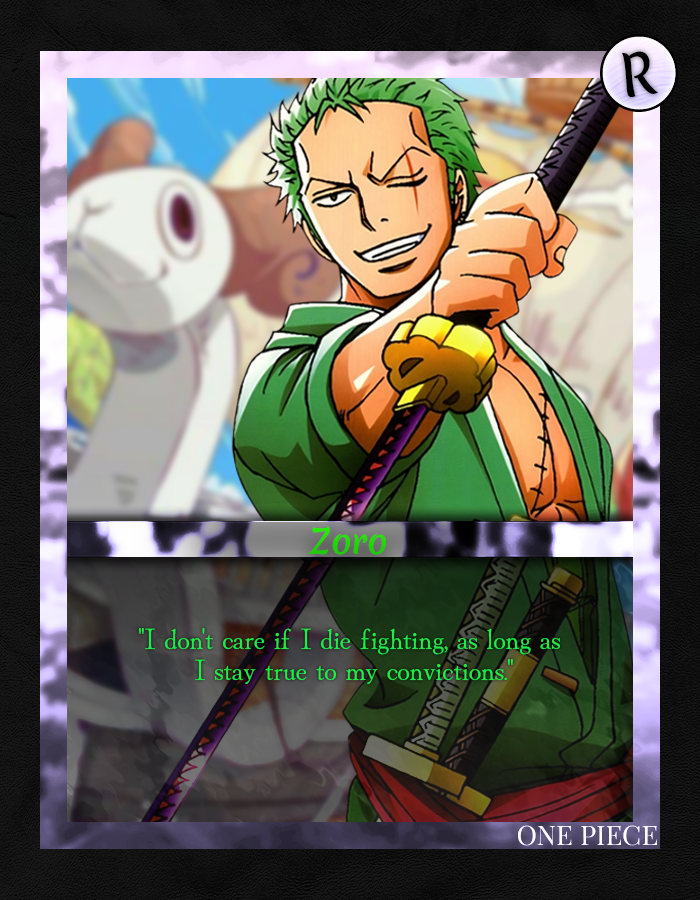 R
Zoro
"I don't care if I die fighting, as long as
I stay true to my convictions."
ONE PIECE